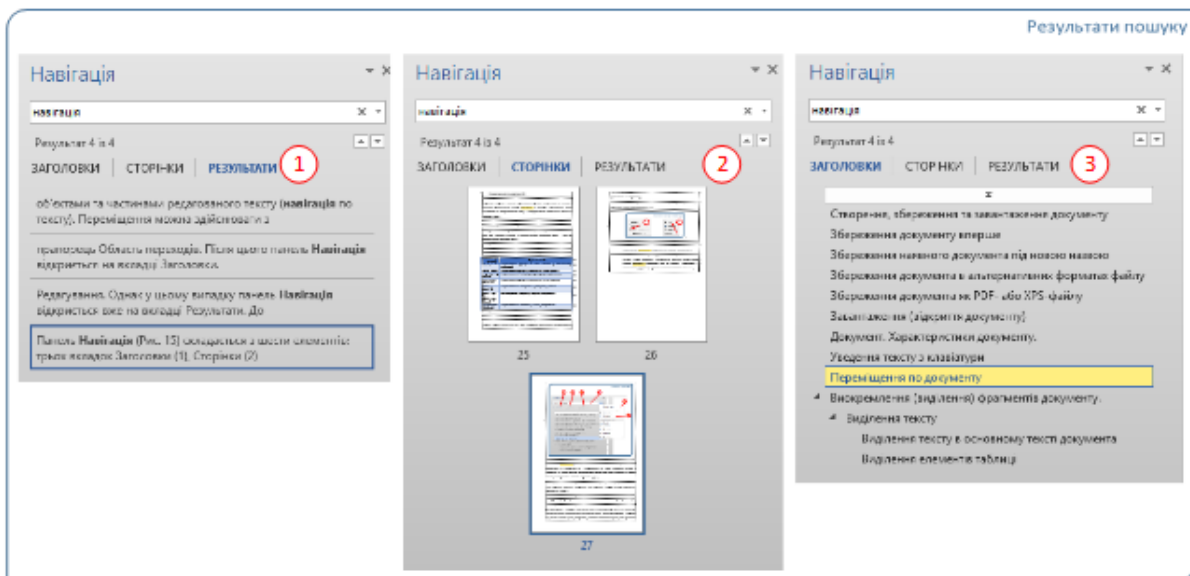 Результати пошуку
Навігація
навігація
Результат 4 із 4
ЗАГОЛОВКИ СТОРІНКИ РЕЗУЛЬТАТИ 1
об'єктами та частинами редагованого тексту (навігація по
тексту). Переміщення можна здійснювати з
прапорець Область переходів. Після цього панель Навігація
відкриється на вкладці Заголовки.
Редагування. Однак у цьому випадку панель Навігація
відкриється вже на вкладці Результати. До
Панель Навігація (Рис. 15) складається з шести елементів:
трьох вкладок Заголовки (1), Сторінки (2)
Навігація
навігація
Результат 4 із 4
ЗАГОЛОВКИ СТОРІНКИ РЕЗУЛЬТАТИ 2
25 26
27
Навігація
навігація
Результат 4 із 4
ЗАГОЛОВКИ СТОРІНКИ РЕЗУЛЬТАТИ 3
Створення, збереження та завантаження документу
Збереження документу вперше
Збереження наявного документа під новою назвою
Збереження документа в альтернативних форматах файлу
Збереження документа як PDF- або XPS-файлу
Завантаження (відкриття документу)
Документ. Характеристики документу.
Уведення тексту з клавіатури
Переміщення по документу
Виокремлення (виділення) фрагментів документу.
Виділення тексту
Виділення тексту в основному тексті документа
Виділення елементів таблиці